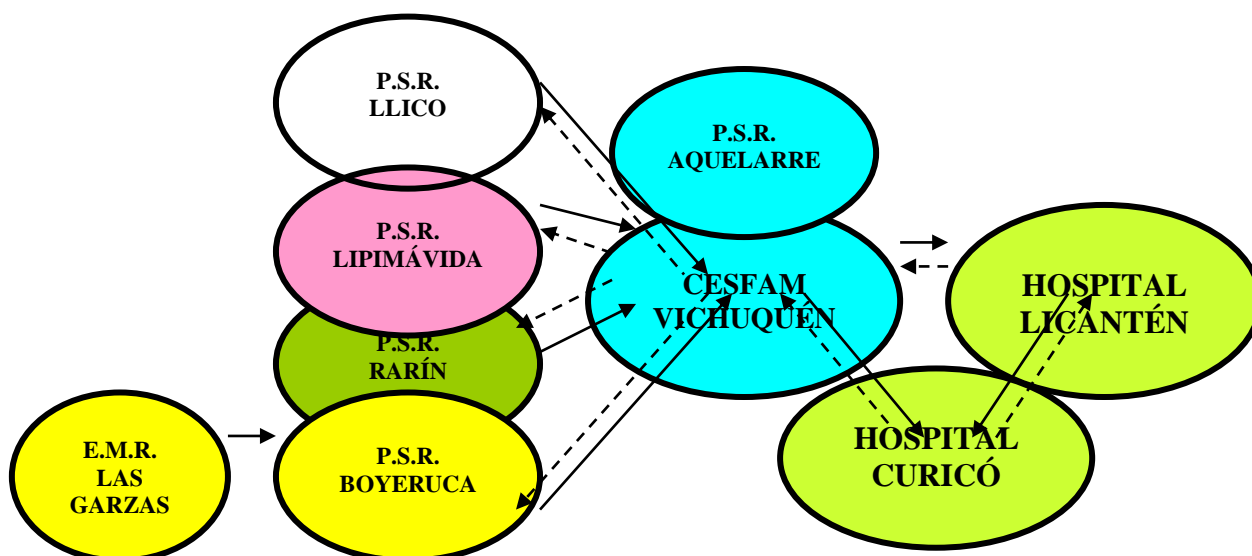 P.S.R.
LLICO
P.S.R.
AQUELARRE
P.S.R.
LIPIMÁVIDA
CESFAM
VICHUQUÉN
HOSPITAL
LICANTÉN
P.S.R.
RARÍN
E.M.R.
LAS
GARZAS
P.S.R.
BOYERUCA
HOSPITAL
CURICÓ